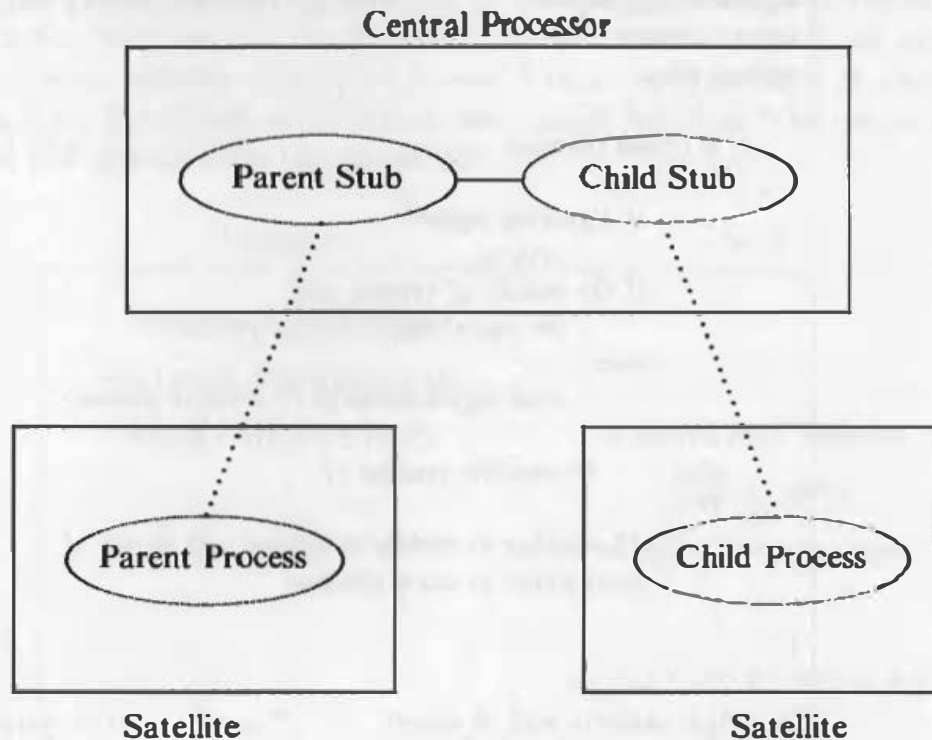 Central Processor
Parent Stub
Child Stub
Parent Process
Child Process
Satellite
Satellite